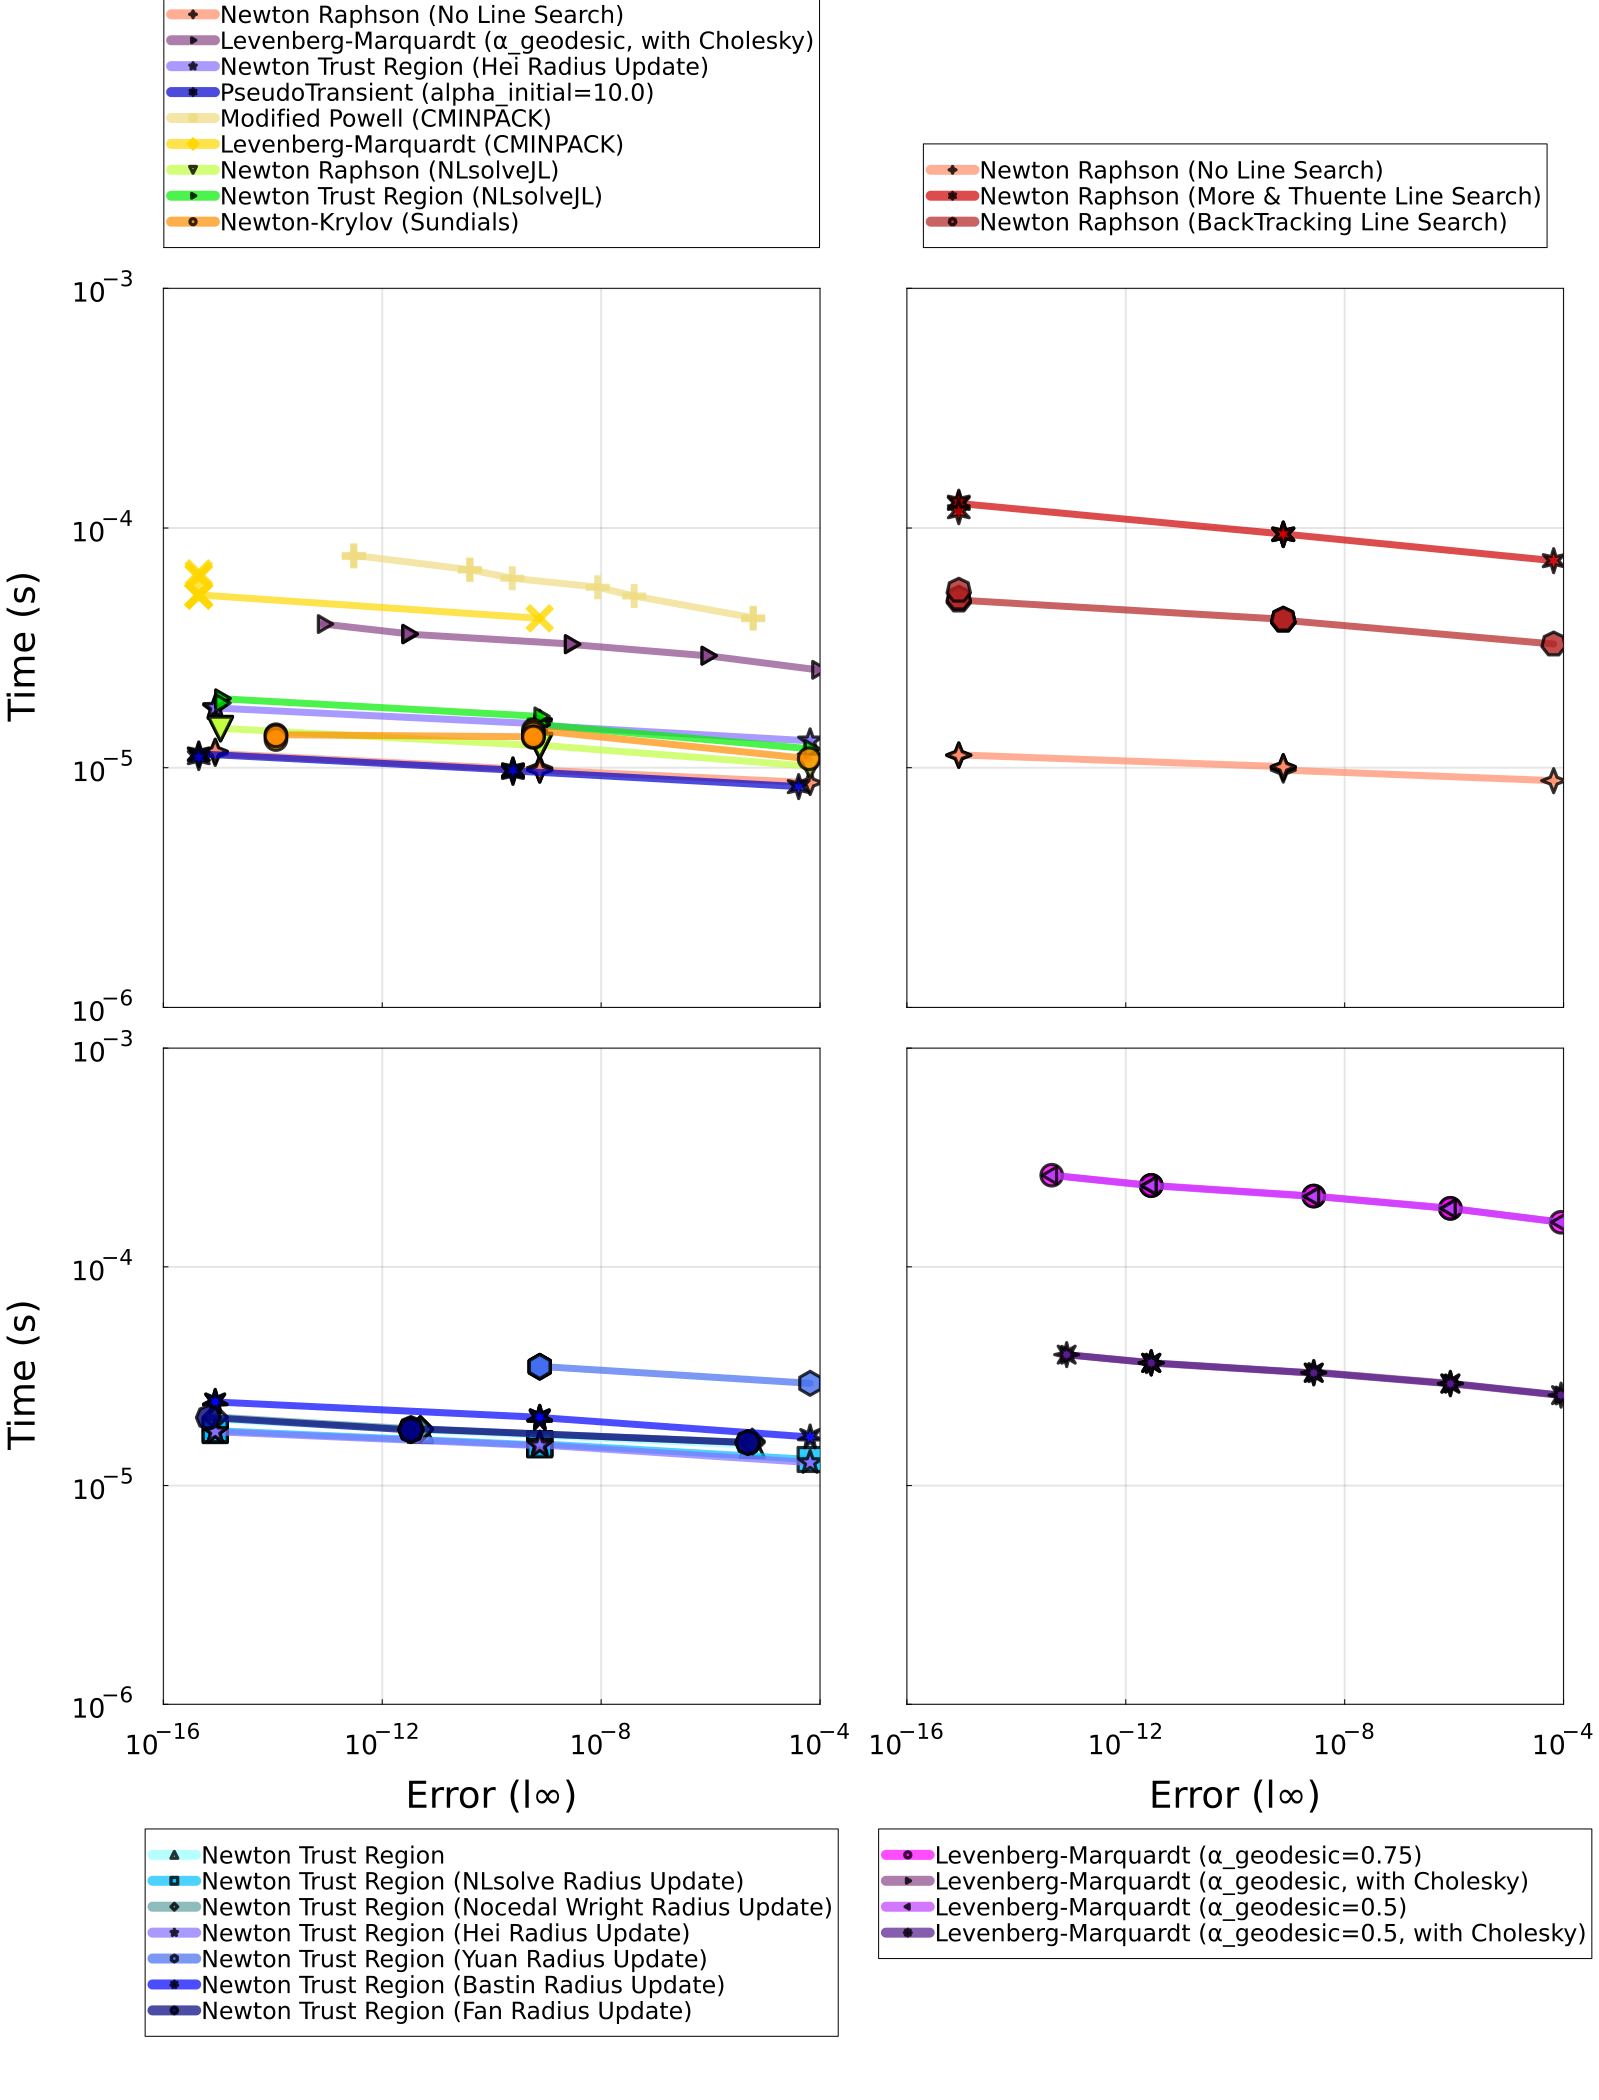 Newton Raphson (No Line Search)
Levenberg-Marquardt (α_geodesic, with Cholesky)
Newton Trust Region (Hei Radius Update)
PseudoTransient (alpha_initial=10.0)
Modified Powell (CMINPACK)
Levenberg-Marquardt (CMINPACK)
Newton Raphson (NLsolveJL)
Newton Trust Region (NLsolveJL)
Newton-Krylov (Sundials)
Newton Raphson (No Line Search)
Newton Raphson (More & Thuente Line Search)
Newton Raphson (BackTracking Line Search)
10⁻³
10⁻⁴
10⁻⁵
10⁻⁶
Time (s)
10⁻³
10⁻⁴
10⁻⁵
10⁻⁶
Time (s)
10⁻¹⁶ 10⁻¹² 10⁻⁸ 10⁻⁴
Error (l∞)
10⁻¹⁶ 10⁻¹² 10⁻⁸ 10⁻⁴
Error (l∞)
Newton Trust Region
Newton Trust Region (NLsolve Radius Update)
Newton Trust Region (Nocedal Wright Radius Update)
Newton Trust Region (Hei Radius Update)
Newton Trust Region (Yuan Radius Update)
Newton Trust Region (Bastin Radius Update)
Newton Trust Region (Fan Radius Update)
Levenberg-Marquardt (α_geodesic=0.75)
Levenberg-Marquardt (α_geodesic, with Cholesky)
Levenberg-Marquardt (α_geodesic=0.5)
Levenberg-Marquardt (α_geodesic=0.5, with Cholesky)